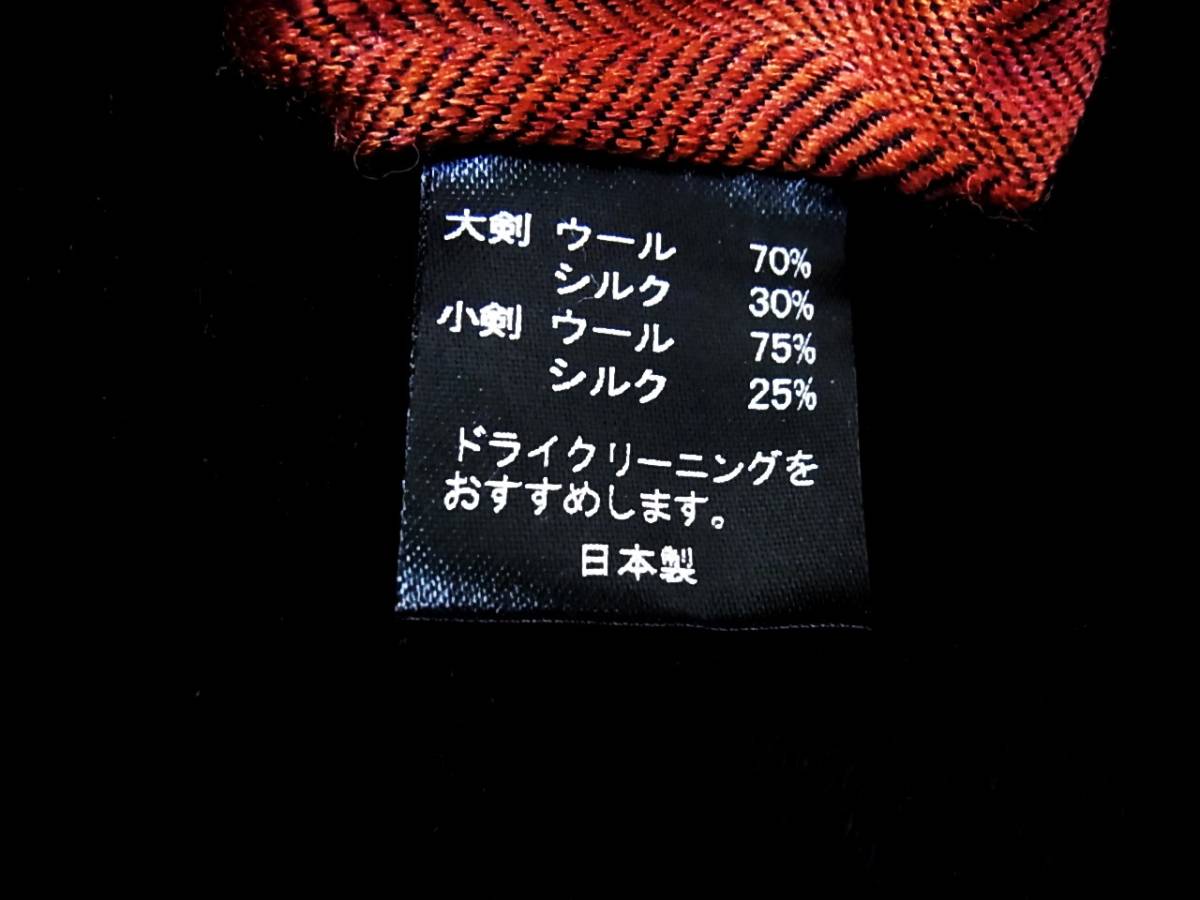 大剣 ウール 70%
シルク 30%
小剣 ウール 75%
シルク 25%
ドライクリーニングを
おすすめします。
日本製